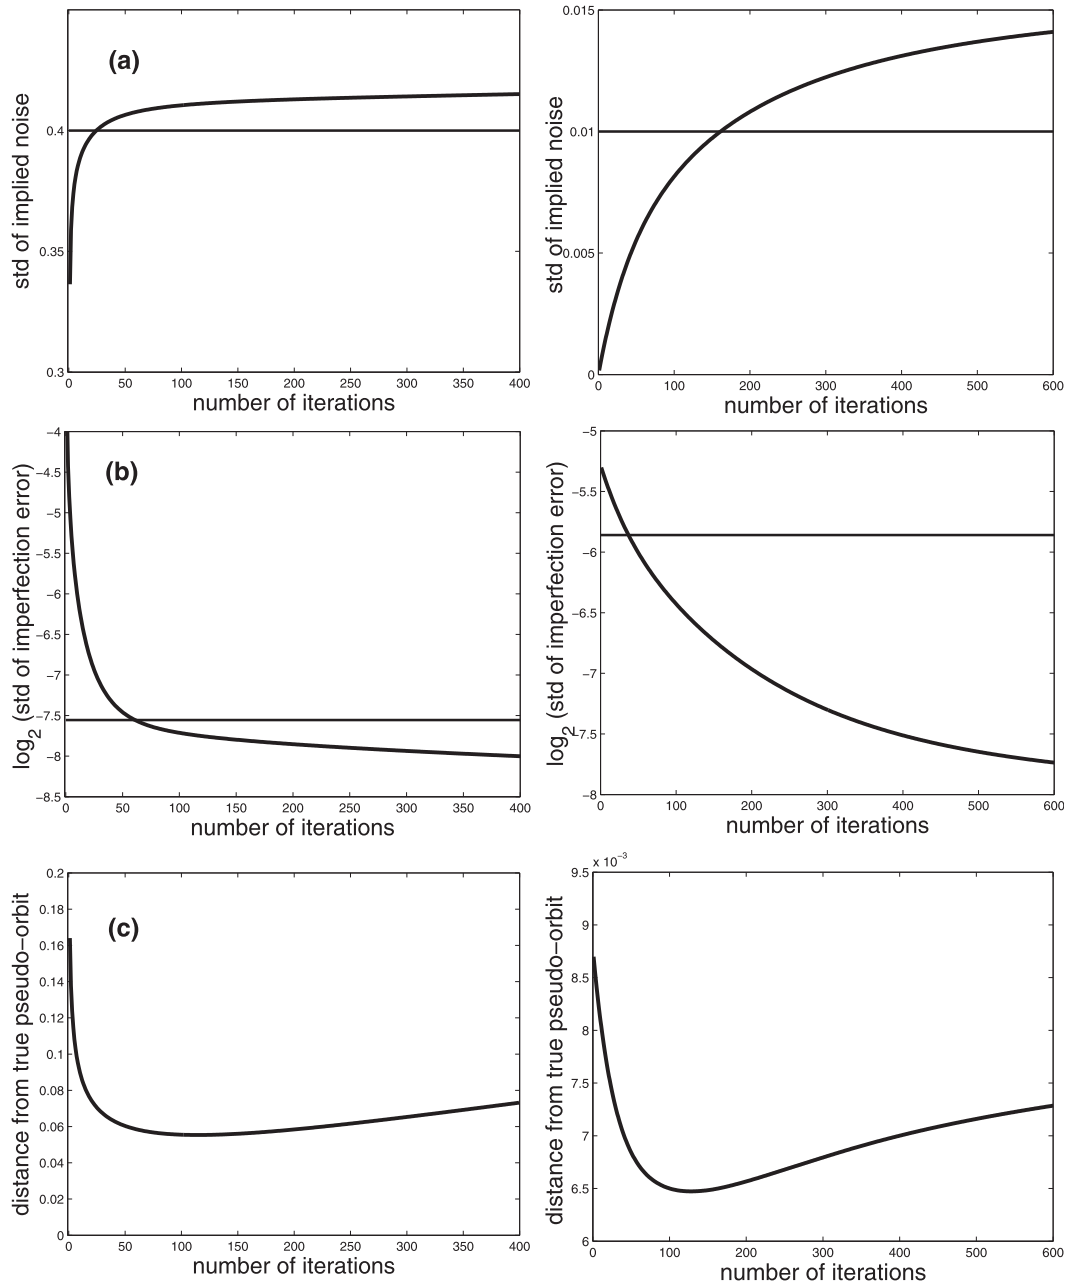 (a)
std of implied noise
0.4
0.35
0.3
0 50 100 150 200 250 300 350 400
number of iterations
0.015
0.01
0.005
0
std of implied noise
0 100 200 300 400 500 600
number of iterations
(b)
log2 (std of imperfection error)
−4
−4.5
−5
−5.5
−6
−6.5
−7
−7.5
−8
−8.5
0 50 100 150 200 250 300 350 400
number of iterations
log2 (std of imperfection error)
−5
−5.5
−6
−6.5
−7
−7.5
−8
0 100 200 300 400 500 600
number of iterations
(c)
distance from true pseudo−orbit
0.2
0.18
0.16
0.14
0.12
0.1
0.08
0.06
0.04
0.02
0
0 50 100 150 200 250 300 350 400
number of iterations
x 10−3
distance from true pseudo−orbit
9.5
9
8.5
8
7.5
7
6.5
6
0 100 200 300 400 500 600
number of iterations